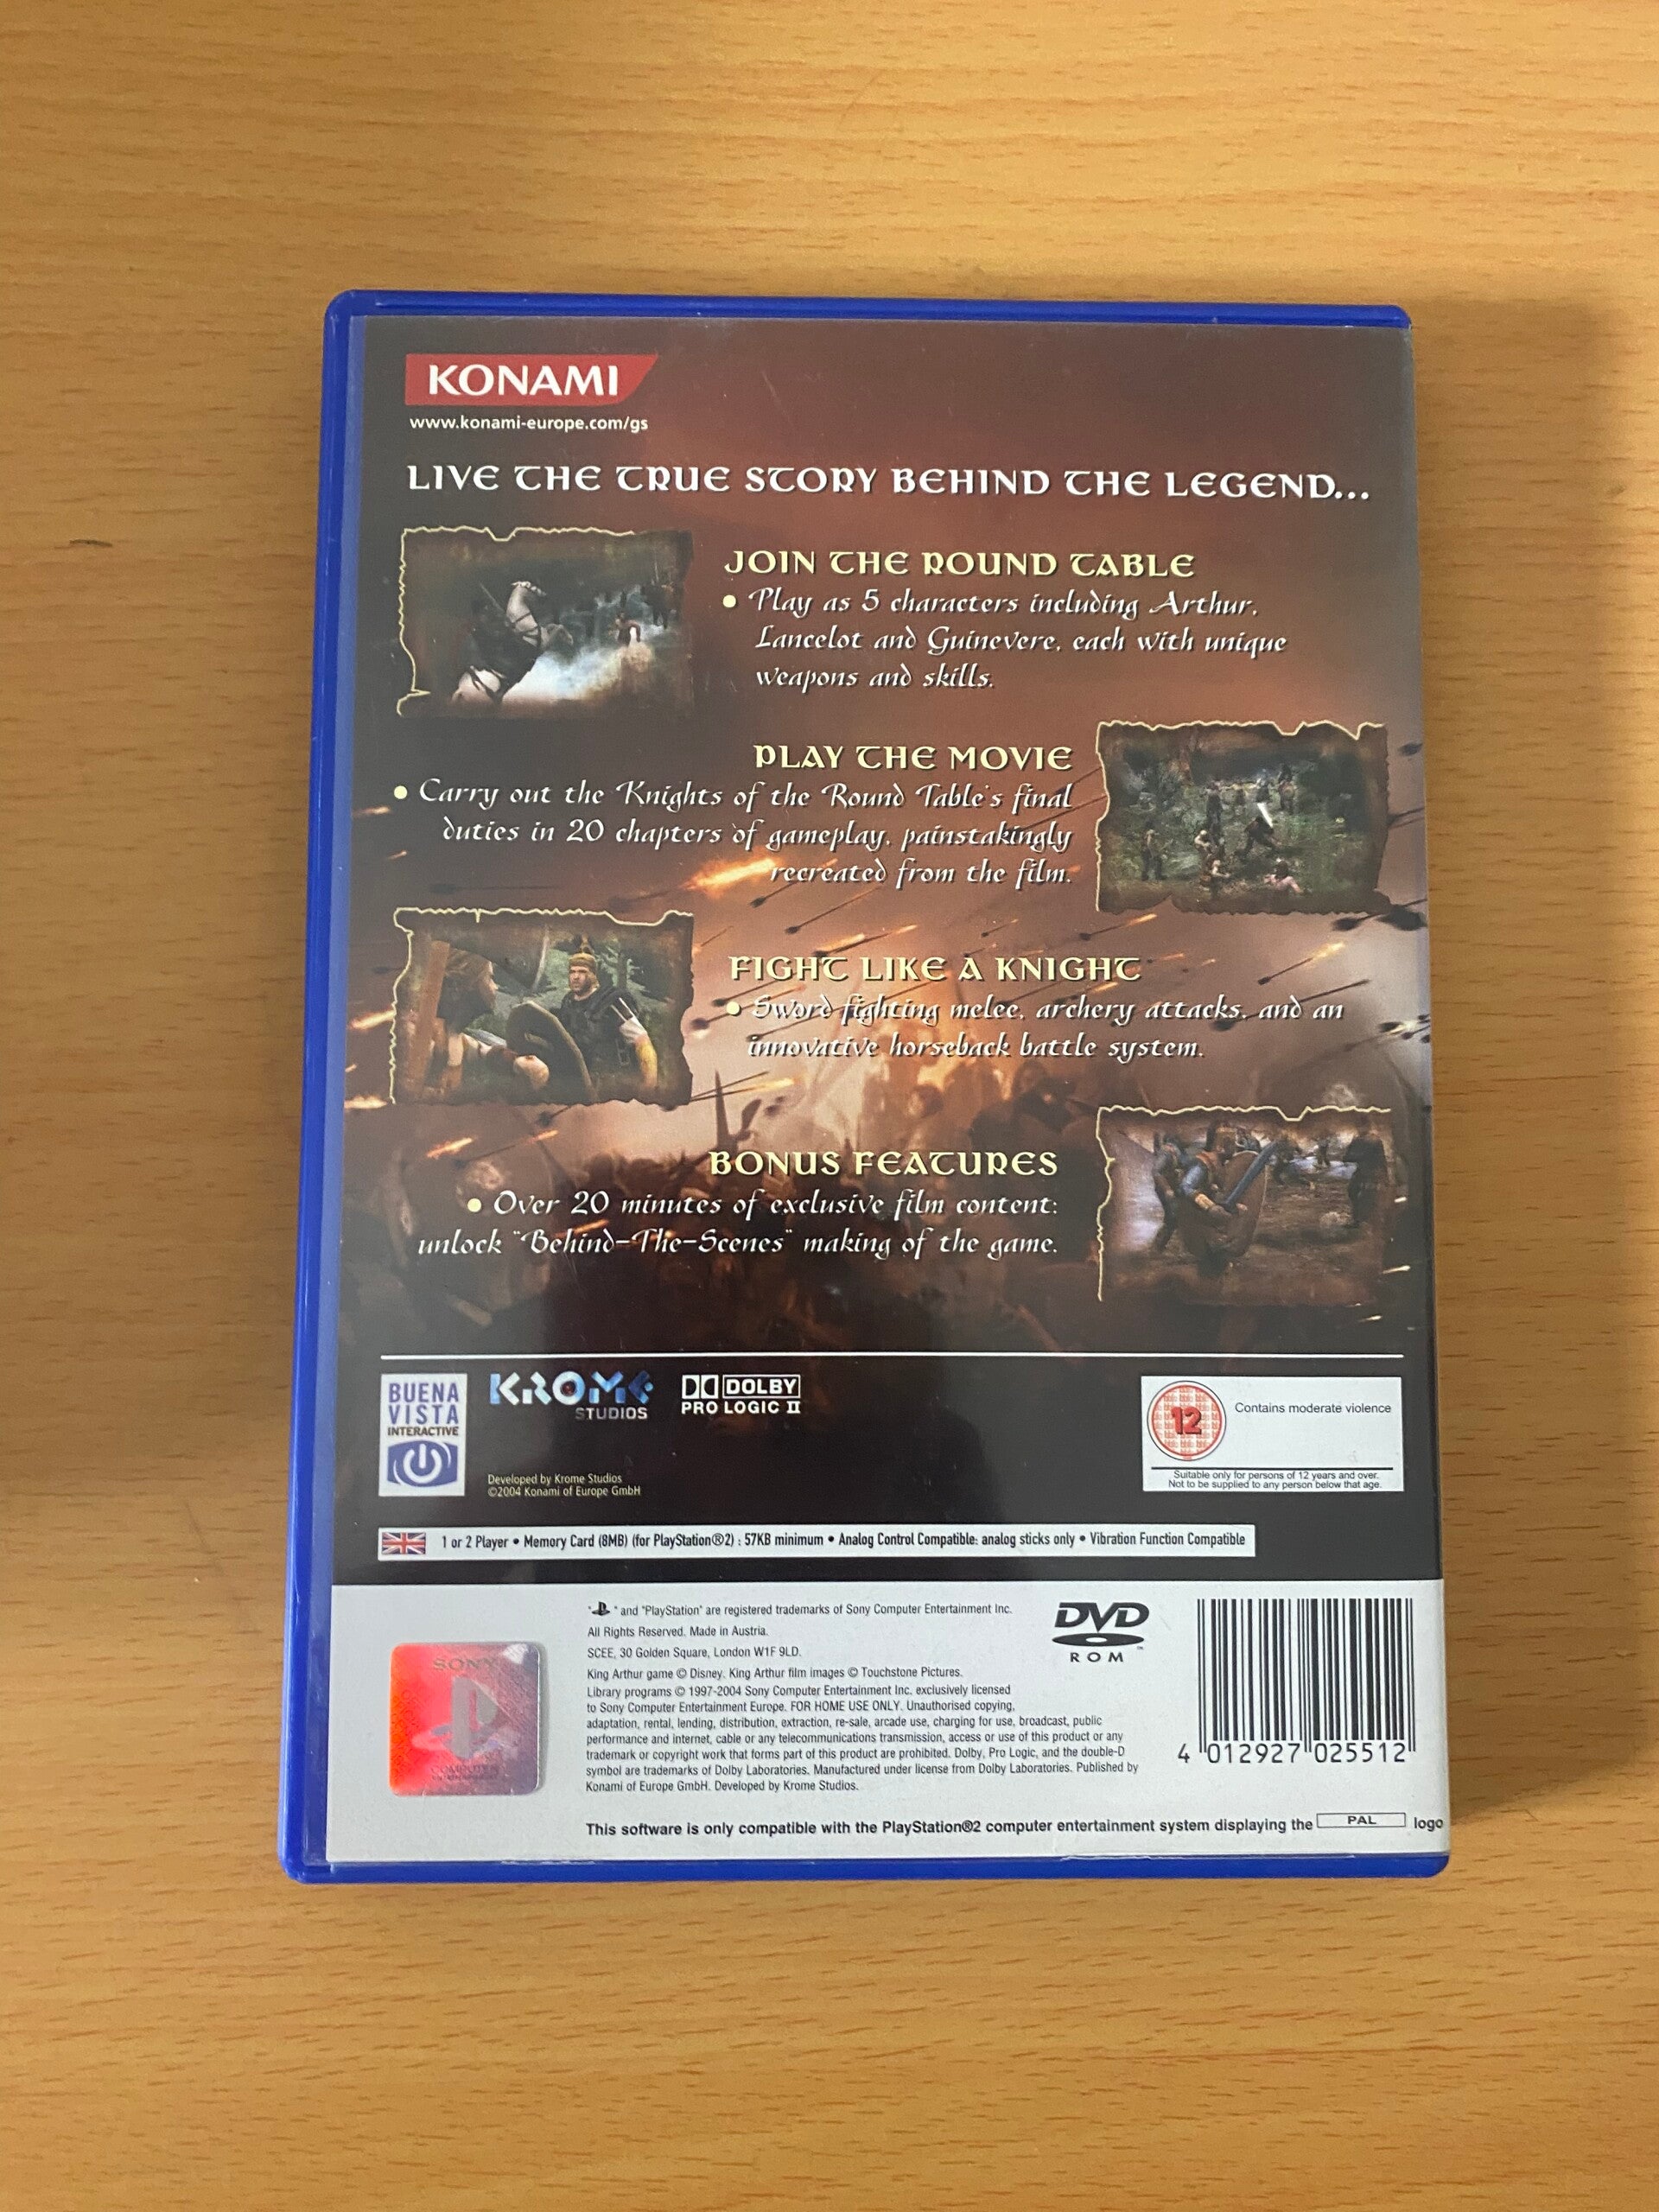 KONAMI
www.konami-europe.com/gs
LIVE THE TRUE STORY BEHIND THE LEGEND...
JOIN THE ROUND TABLE
• Play as 5 characters including Arthur,
Lancelot and Guinevere, each with unique
weapons and skills.
PLAY THE MOVIE
• Carry out the Knights of the Round Table's final
duties in 20 chapters of gameplay, painstakingly
recreated from the film.
FIGHT LIKE A KNIGHT
• Sword fighting melee, archery attacks, and an
innovative horseback battle system.
BONUS FEATURES
• Over 20 minutes of exclusive film content:
unlock "Behind-The-Scenes" making of the game.
BUENA
VISTA
INTERACTIVE
KROME
STUDIOS
DOLBY
PRO LOGIC II
Developed by Krome Studios
©2004 Konami of Europe GmbH
12
Contains moderate violence
Suitable only for persons of 12 years and over.
Not to be supplied to any person below that age.
1 or 2 Player • Memory Card (8MB) (for PlayStation®2) : 57KB minimum • Analog Control Compatible: analog sticks only • Vibration Function Compatible
" " and "PlayStation" are registered trademarks of Sony Computer Entertainment Inc.
All Rights Reserved. Made in Austria.
SCEE, 30 Golden Square, London W1F 9LD.
King Arthur game © Disney. King Arthur film images © Touchstone Pictures.
Library programs © 1997-2004 Sony Computer Entertainment Inc. exclusively licensed
to Sony Computer Entertainment Europe. FOR HOME USE ONLY. Unauthorised copying,
adaptation, rental, lending, distribution, extraction, re-sale, arcade use, charging for use, broadcast, public
performance and internet, cable or any telecommunications transmission, access or use of this product or any
trademark or copyright work that forms part of this product are prohibited. Dolby, Pro Logic, and the double-D
symbol are trademarks of Dolby Laboratories. Manufactured under license from Dolby Laboratories. Published by
Konami of Europe GmbH. Developed by Krome Studios.
This software is only compatible with the PlayStation®2 computer entertainment system displaying the PAL logo
SONY
COMPUTER
DVD
ROM
4 012927 025512